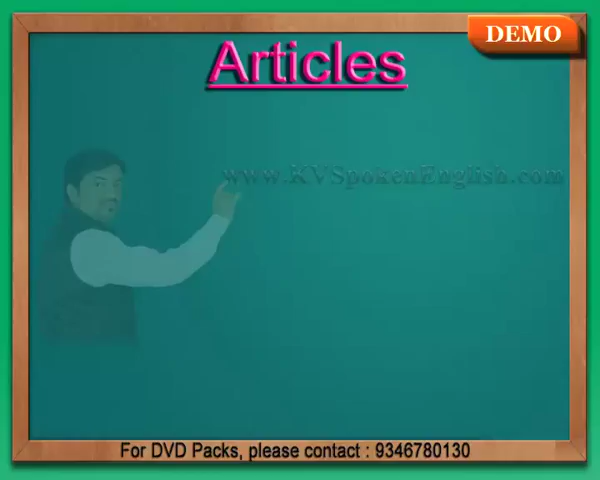 DEMO
Articles
www.KVSpokenEnglish.com
For DVD Packs, please contact : 9346780130